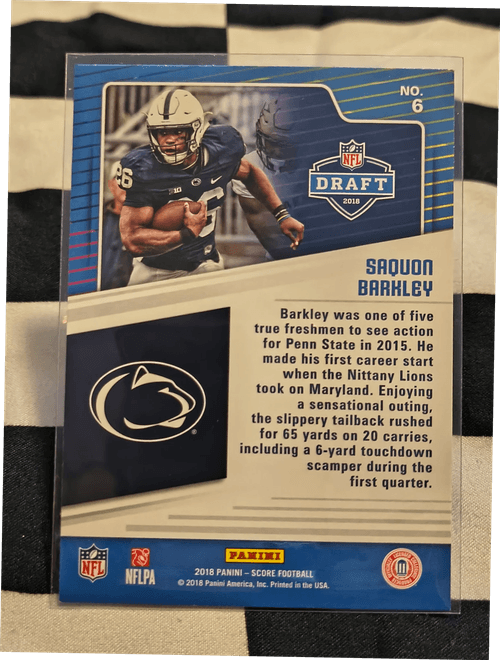 NO.
6
26
NFL
DRAFT
2018
SAQUON
BARKLEY
Barkley was one of five
true freshmen to see action
for Penn State in 2015. He
made his first career start
when the Nittany Lions
took on Maryland. Enjoying
a sensational outing,
the slippery tailback rushed
for 65 yards on 20 carries,
including a 6-yard touchdown
scamper during the
first quarter.
®
NFL
NFLPA
PANINI
2018 PANINI – SCORE FOOTBALL
© 2018 Panini America, Inc. Printed in the USA.